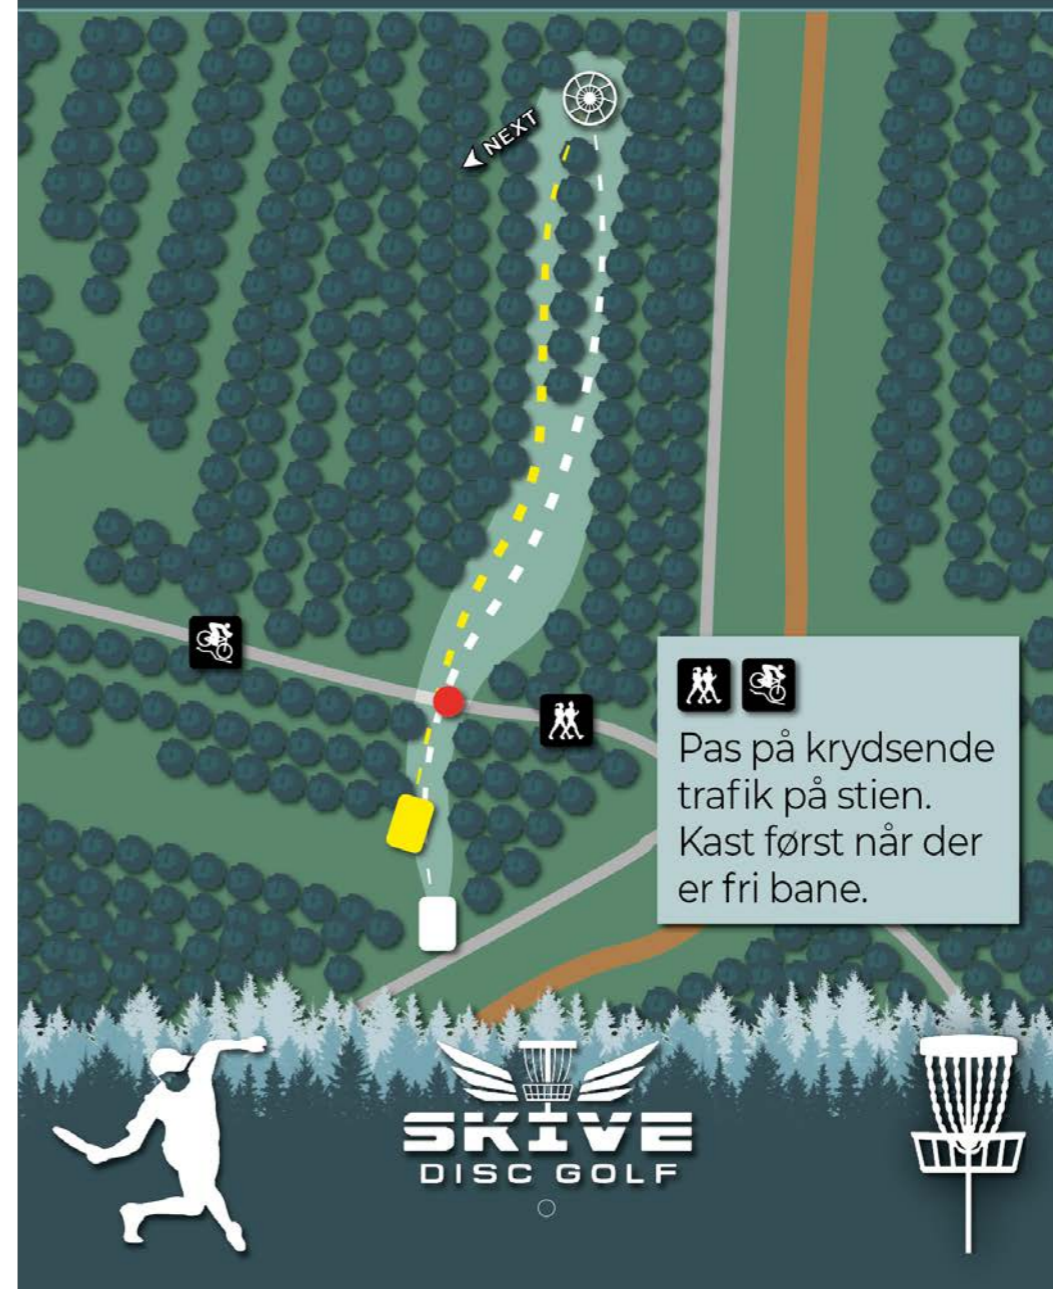 NEXT
Pas på krydsende
trafik på stien.
Kast først når der
er fri bane.
SKIVE
DISC GOLF